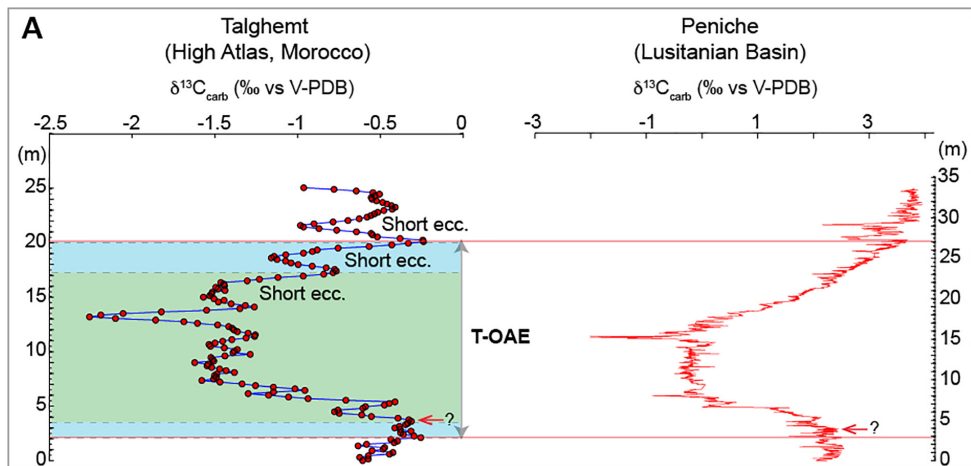 A
Talghemt
(High Atlas, Morocco)
δ¹³C_carb (‰ vs V-PDB)
-2.5 -2 -1.5 -1 -0.5 0
(m)
25
20
15
10
5
0
Short ecc.
Short ecc.
Short ecc.
?
T-OAE
Peniche
(Lusitanian Basin)
δ¹³C_carb (‰ vs V-PDB)
-3 -1 1 3
(m)
35
30
25
20
15
10
5
0
?